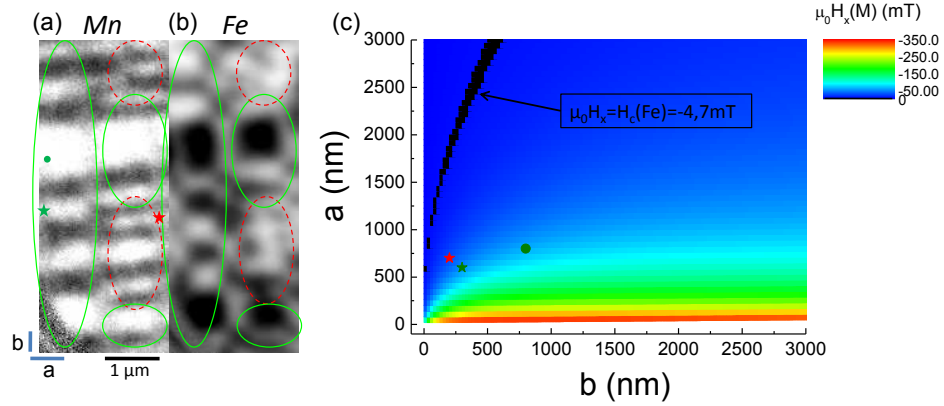 (a) Mn
(b) Fe
b
a
1 µm
(c)
µ₀Hₓ(M) (mT)
-350.0
-250.0
-150.0
-50.00
0
3000
2500
2000
1500
1000
500
0
a (nm)
µ₀Hₓ=H꜀(Fe)=-4,7mT
0 500 1000 1500 2000 2500 3000
b (nm)